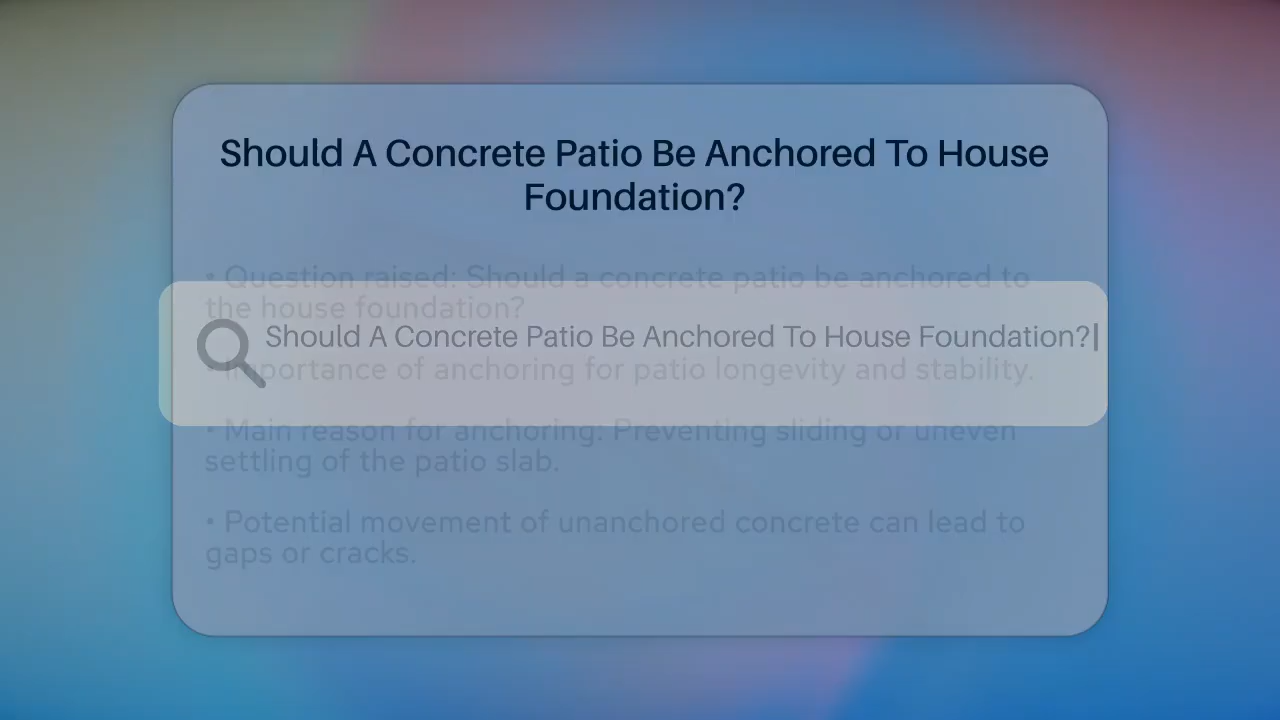 Should A Concrete Patio Be Anchored To House
Foundation?
• Question raised: Should a concrete patio be anchored to
the house foundation?
Should A Concrete Patio Be Anchored To House Foundation?
• Importance of anchoring for patio longevity and stability.
• Main reason for anchoring: Preventing sliding or uneven
settling of the patio slab.
• Potential movement of unanchored concrete can lead to
gaps or cracks.